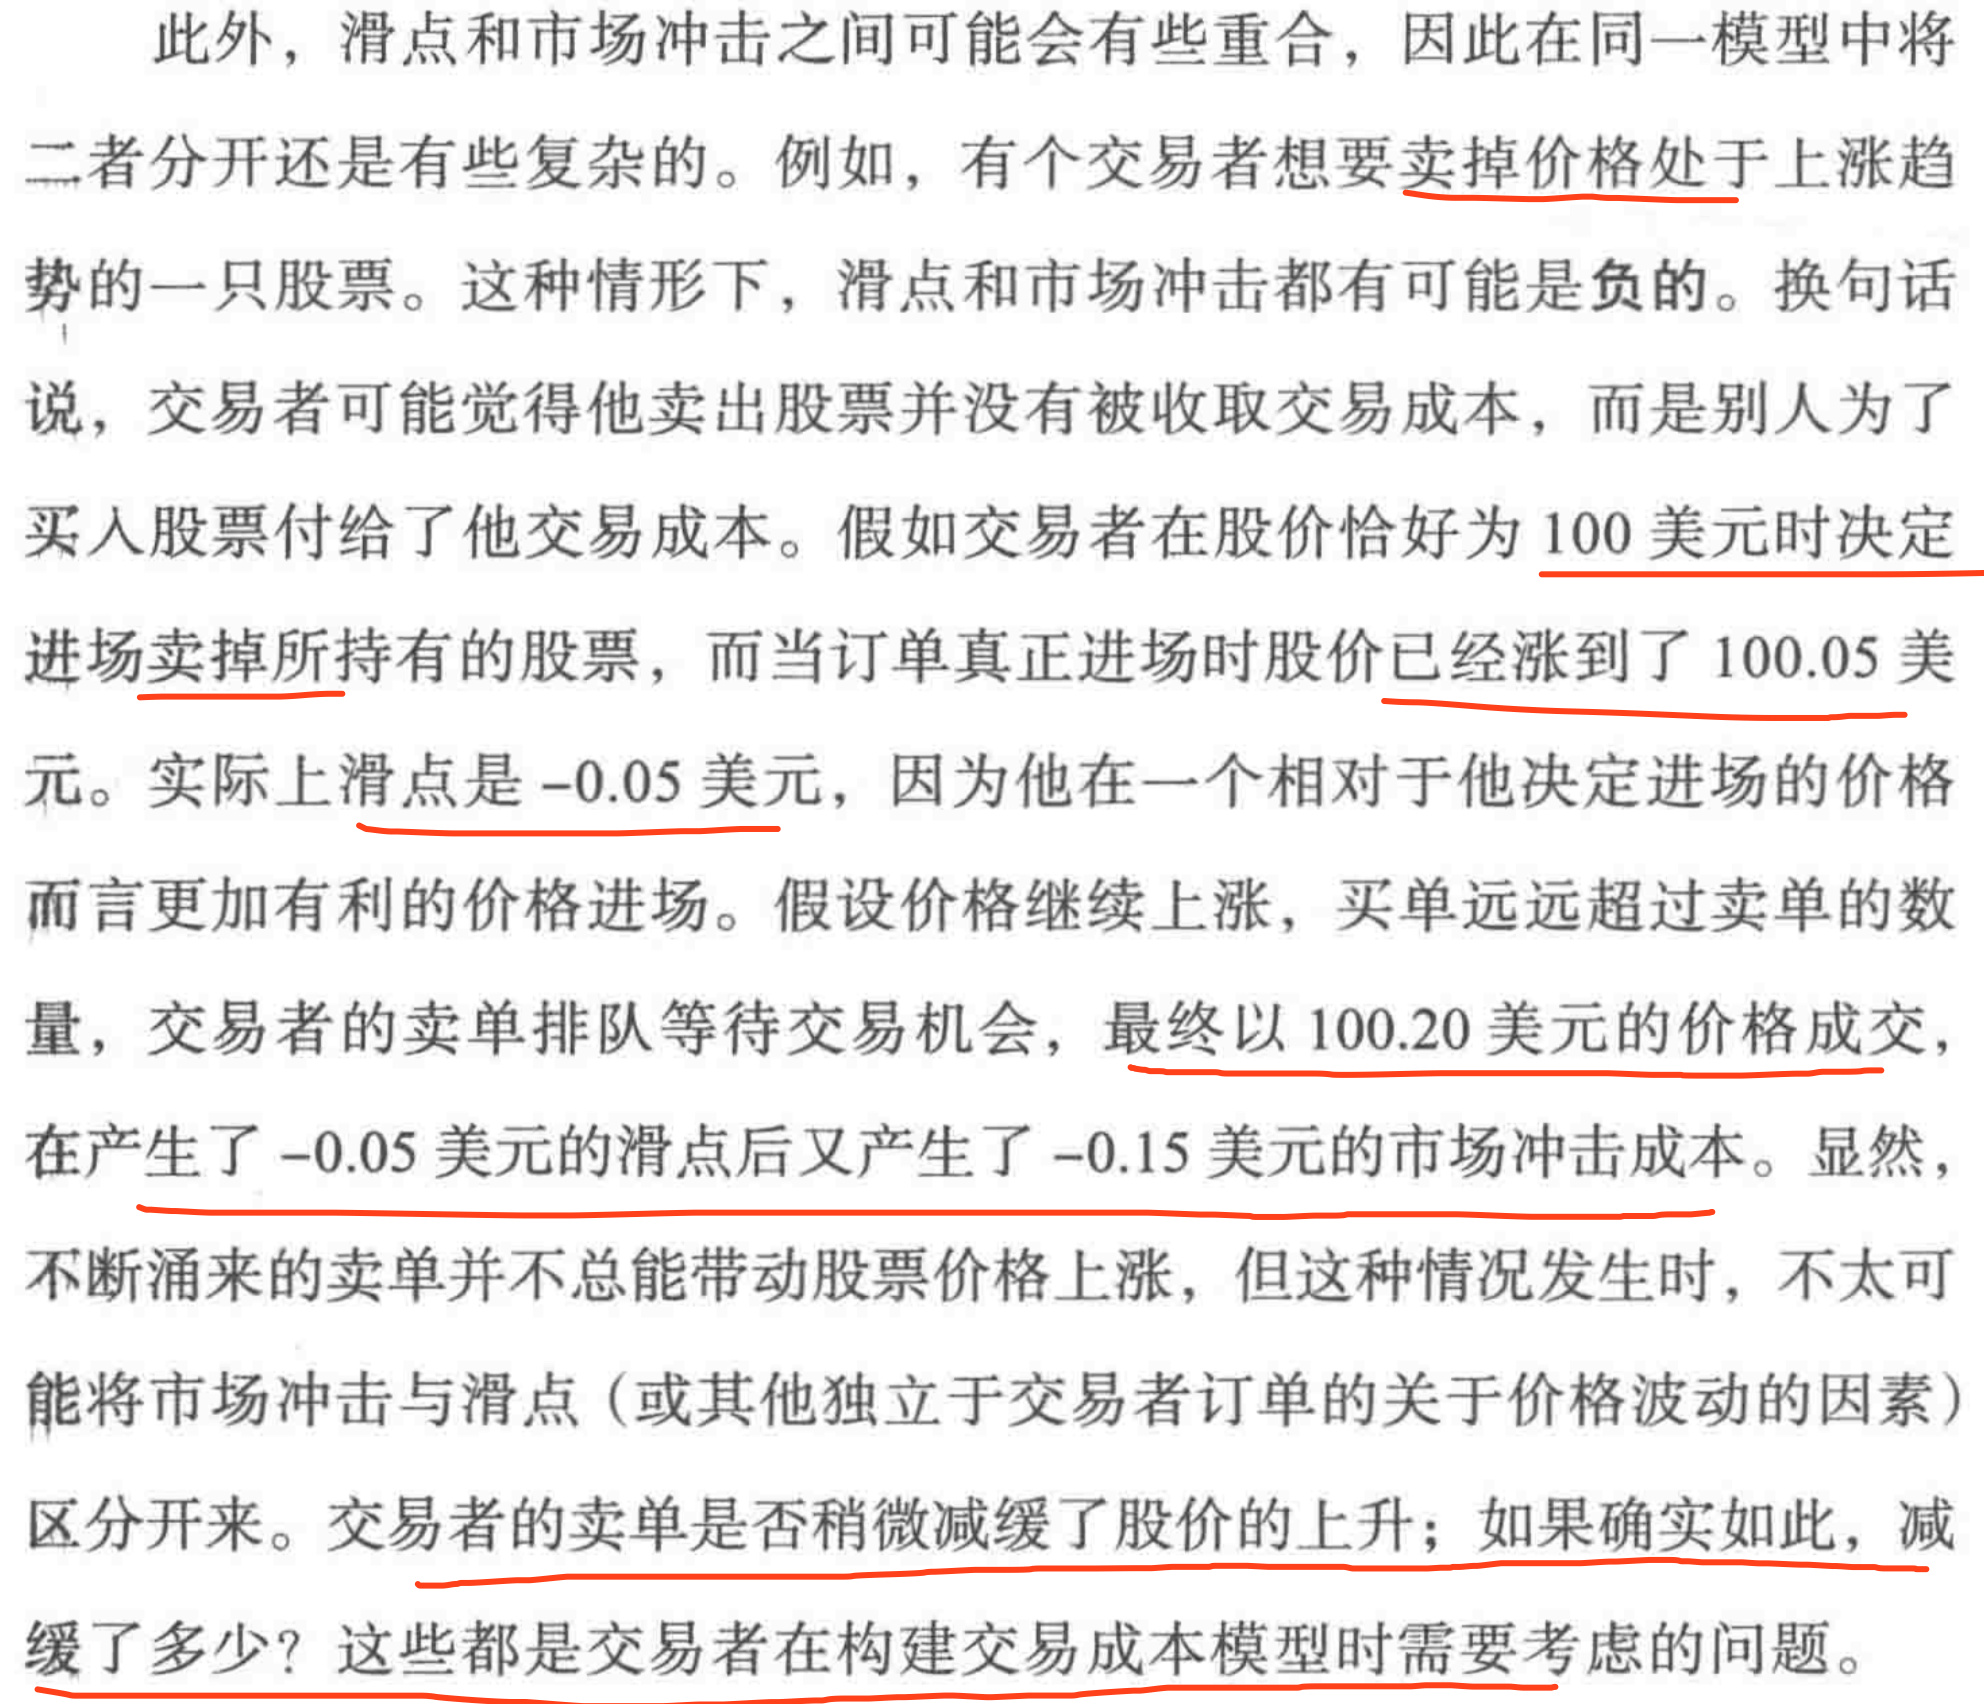 此外，滑点和市场冲击之间可能会有些重合，因此在同一模型中将
二者分开还是有些复杂的。例如，有个交易者想要卖掉价格处于上涨趋
势的一只股票。这种情形下，滑点和市场冲击都有可能是负的。换句话
说，交易者可能觉得他卖出股票并没有被收取交易成本，而是别人为了
买入股票付给了他交易成本。假如交易者在股价恰好为 100 美元时决定
进场卖掉所持有的股票，而当订单真正进场时股价已经涨到了 100.05 美
元。实际上滑点是 –0.05 美元，因为他在一个相对于他决定进场的价格
而言更加有利的价格进场。假设价格继续上涨，买单远远超过卖单的数
量，交易者的卖单排队等待交易机会，最终以 100.20 美元的价格成交，
在产生了 –0.05 美元的滑点后又产生了 –0.15 美元的市场冲击成本。显然，
不断涌来的卖单并不总能带动股票价格上涨，但这种情况发生时，不太可
能将市场冲击与滑点（或其他独立于交易者订单的关于价格波动的因素）
区分开来。交易者的卖单是否稍微减缓了股价的上升；如果确实如此，减
缓了多少？这些都是交易者在构建交易成本模型时需要考虑的问题。